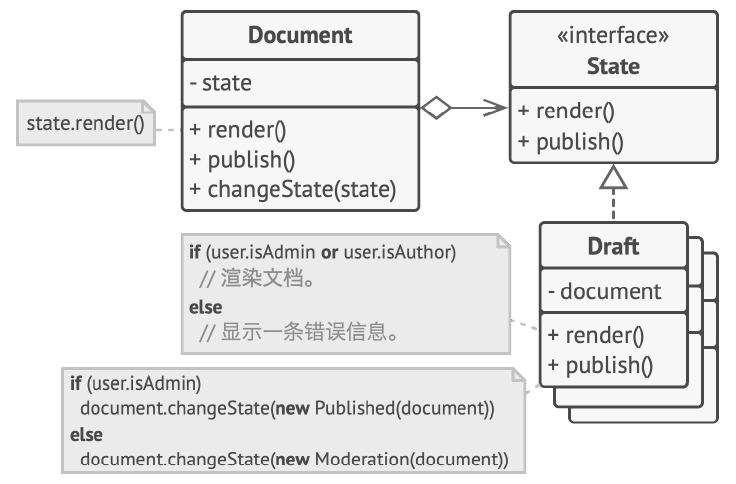 Document
- state
+ render()
+ publish()
+ changeState(state)
«interface»
State
+ render()
+ publish()
state.render()
Draft
- document
+ render()
+ publish()
if (user.isAdmin or user.isAuthor)
// 渲染文档。
else
// 显示一条错误信息。
if (user.isAdmin)
document.changeState(new Published(document))
else
document.changeState(new Moderation(document))